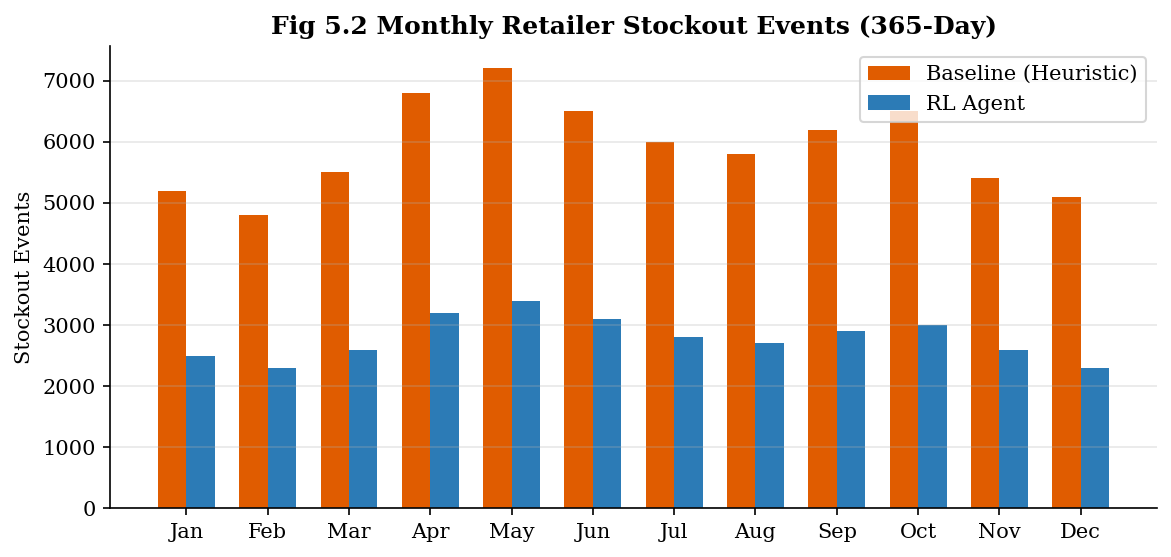 Fig 5.2 Monthly Retailer Stockout Events (365-Day)
Baseline (Heuristic)
RL Agent
Stockout Events
7000
6000
5000
4000
3000
2000
1000
0
Jan Feb Mar Apr May Jun Jul Aug Sep Oct Nov Dec